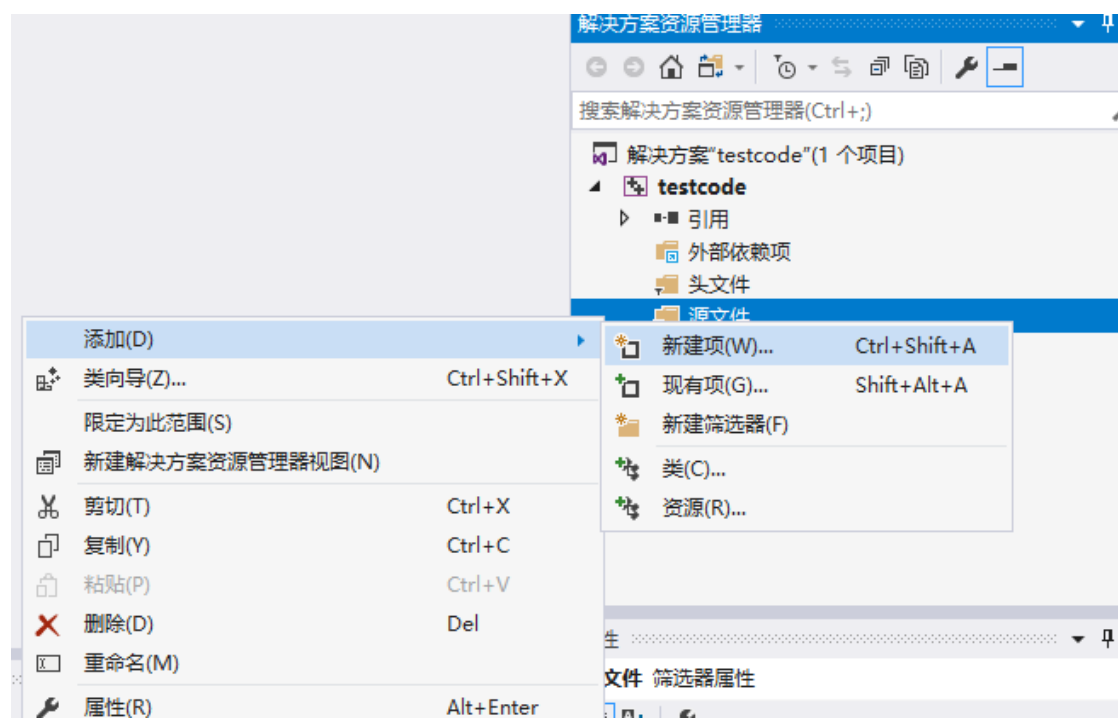 解决方案资源管理器
搜索解决方案资源管理器(Ctrl+;)
解决方案"testcode"(1 个项目)
testcode
引用
外部依赖项
头文件
源文件
添加(D)
类向导(Z)... Ctrl+Shift+X
限定为此范围(S)
新建解决方案资源管理器视图(N)
剪切(T) Ctrl+X
复制(Y) Ctrl+C
粘贴(P) Ctrl+V
删除(D) Del
重命名(M)
属性(R) Alt+Enter
新建项(W)... Ctrl+Shift+A
现有项(G)... Shift+Alt+A
新建筛选器(F)
类(C)...
资源(R)...
性
文件 筛选器属性